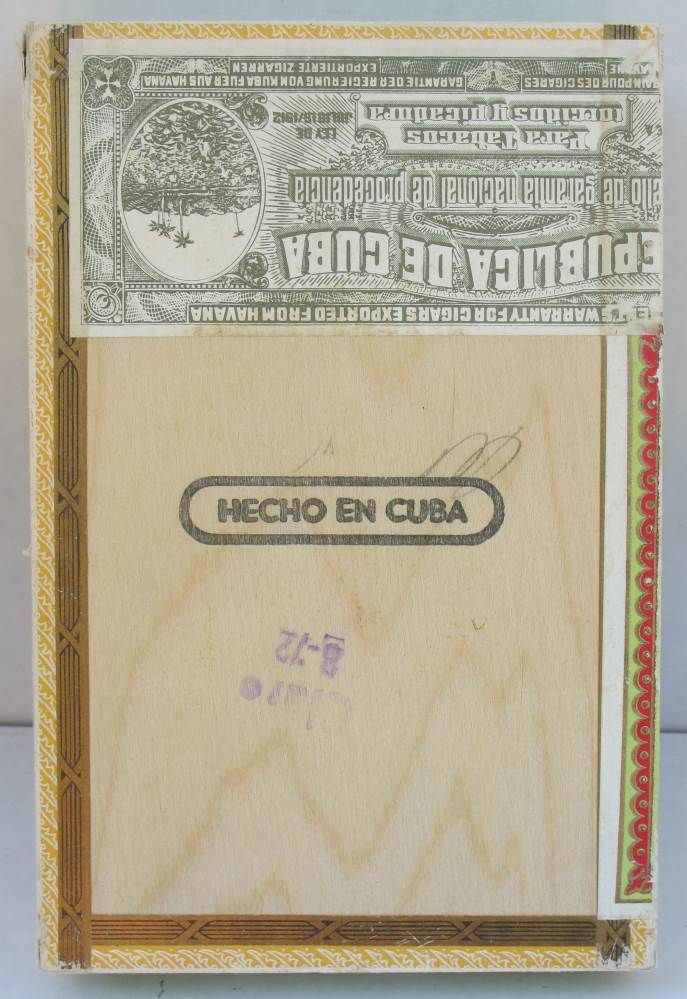 WARRANTY FOR CIGARS EXPORTED FROM HAVANA
EPUBLICA DE CUBA
ello de garantia nacional de procedencia
Para Tabacos
torcidos y picadura
LEY DE
JULIO 16/1912
GARANTIE DER REGIERUNG VON KUBA FUER AUS HAVANA
EXPORTIERTE ZIGARREN
POUR DES CIGARES
HECHO EN CUBA
Claro
8-72